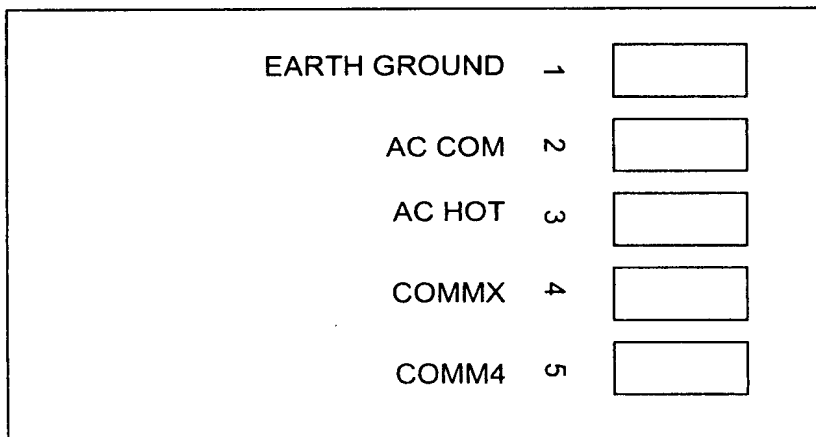 EARTH GROUND 1
AC COM 2
AC HOT 3
COMMX 4
COMM4 5